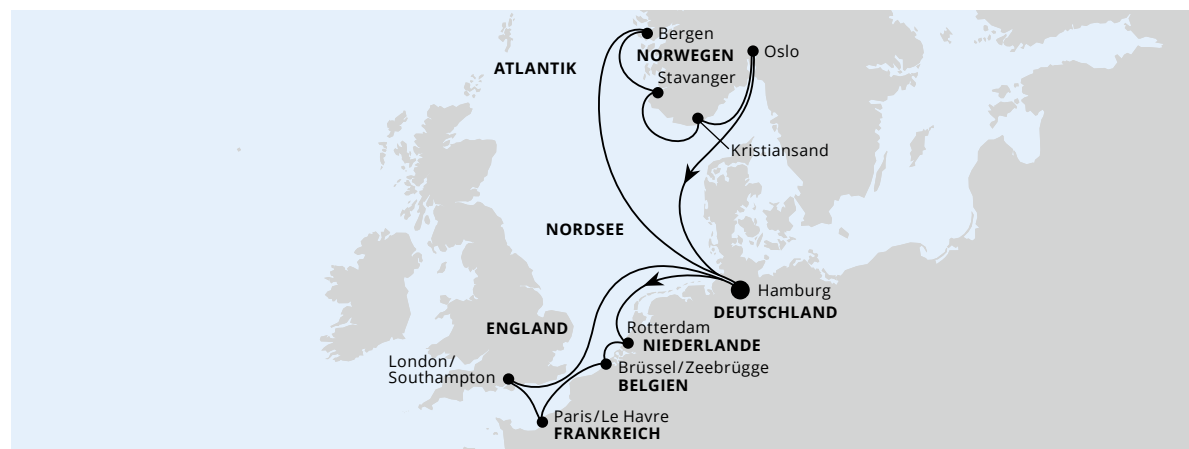 Bergen
NORWEGEN
Oslo
ATLANTIK
Stavanger
Kristiansand
NORDSEE
Hamburg
DEUTSCHLAND
ENGLAND
Rotterdam
NIEDERLANDE
London/
Southampton
Brüssel/Zeebrügge
BELGIEN
Paris/Le Havre
FRANKREICH